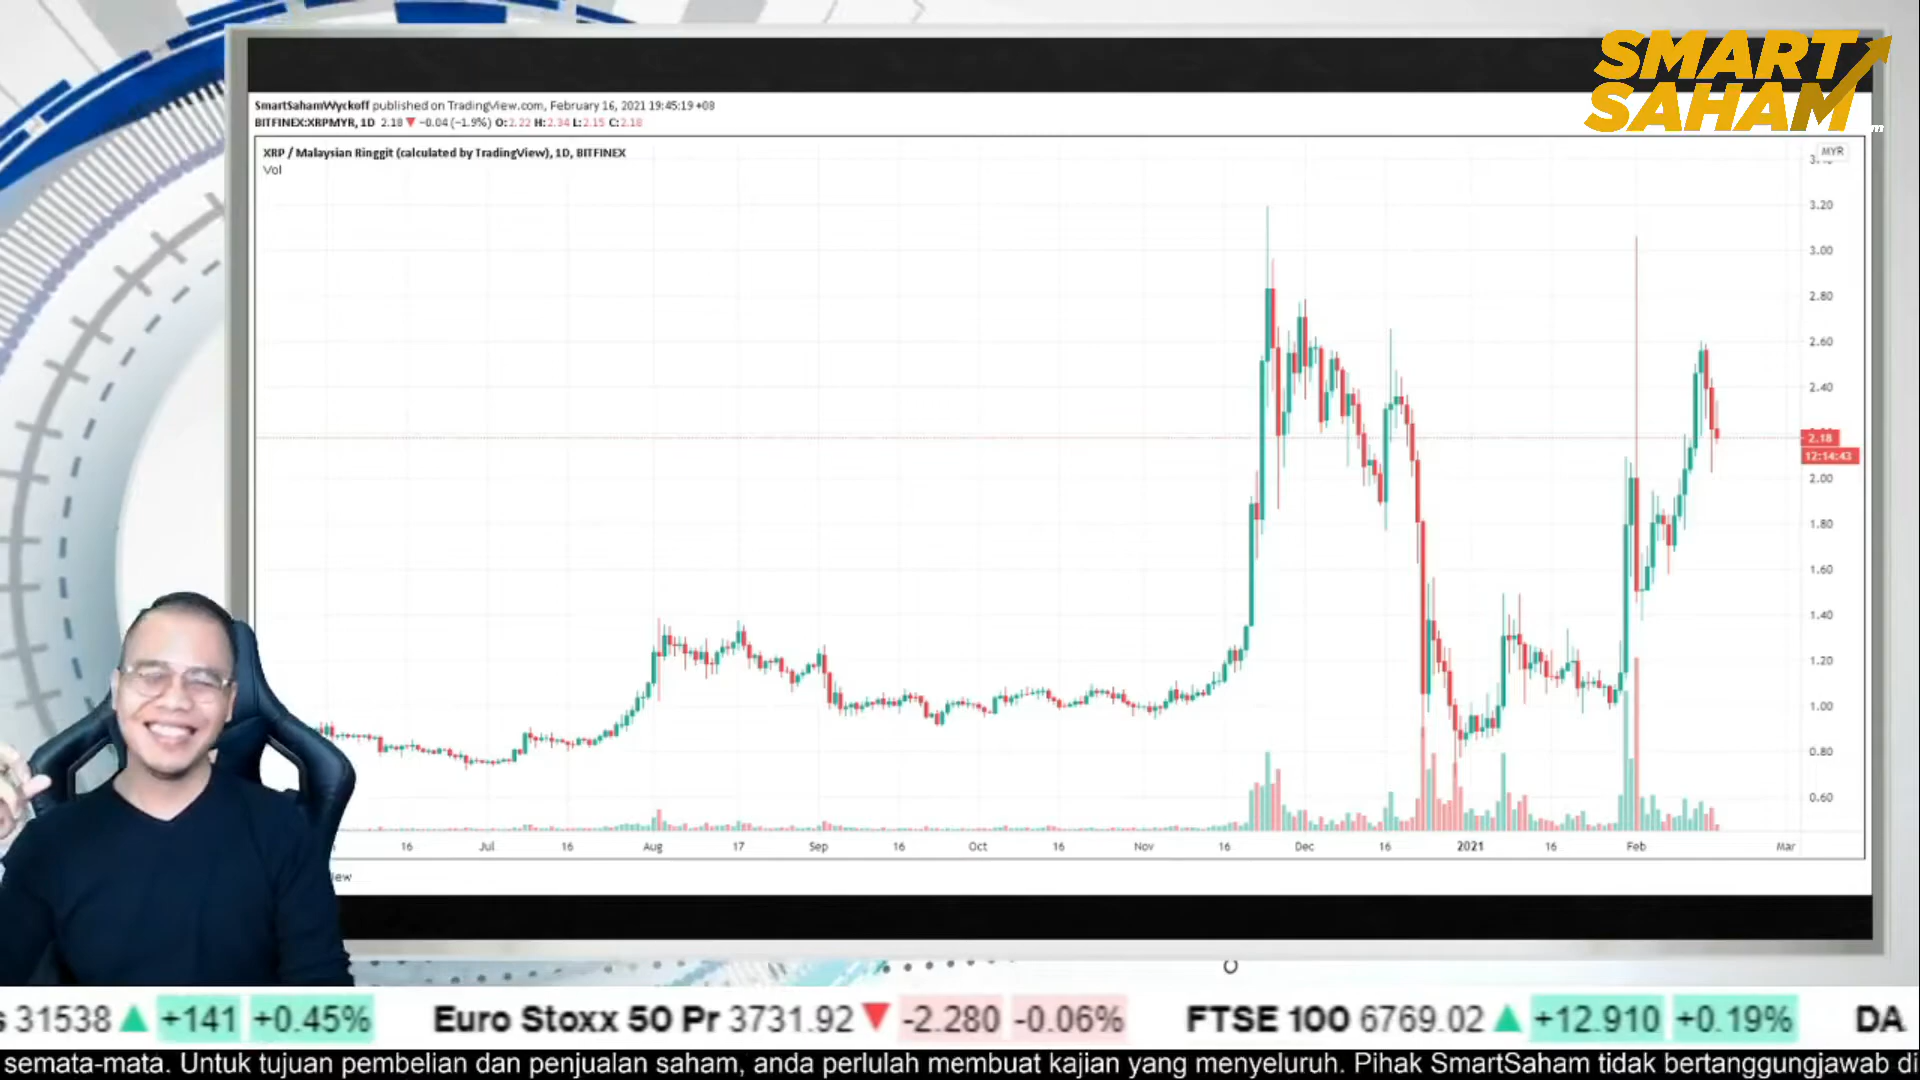 SMART
SAHAM
SmartSahamWyckoff published on TradingView.com, February 16, 2021 19:45:19 +08
BITFINEX:XRPMYR, 1D 2.18 ▼ −0.04 (−1.9%) O:2.22 H:2.34 L:2.15 C:2.18
XRP / Malaysian Ringgit (calculated by TradingView), 1D, BITFINEX
Vol
MYR
3.20
3.00
2.80
2.60
2.40
2.18
12:14:43
2.00
1.80
1.60
1.40
1.20
1.00
0.80
0.60
16 Jul 16 Aug 17 Sep 16 Oct 16 Nov 16 Dec 16 2021 16 Feb Mar
iew
s 31538 ▲ +141 +0.45% Euro Stoxx 50 Pr 3731.92 ▼ -2.280 -0.06% FTSE 100 6769.02 ▲ +12.910 +0.19% DA
semata-mata. Untuk tujuan pembelian dan penjualan saham, anda perlulah membuat kajian yang menyeluruh. Pihak SmartSaham tidak bertanggungjawab di